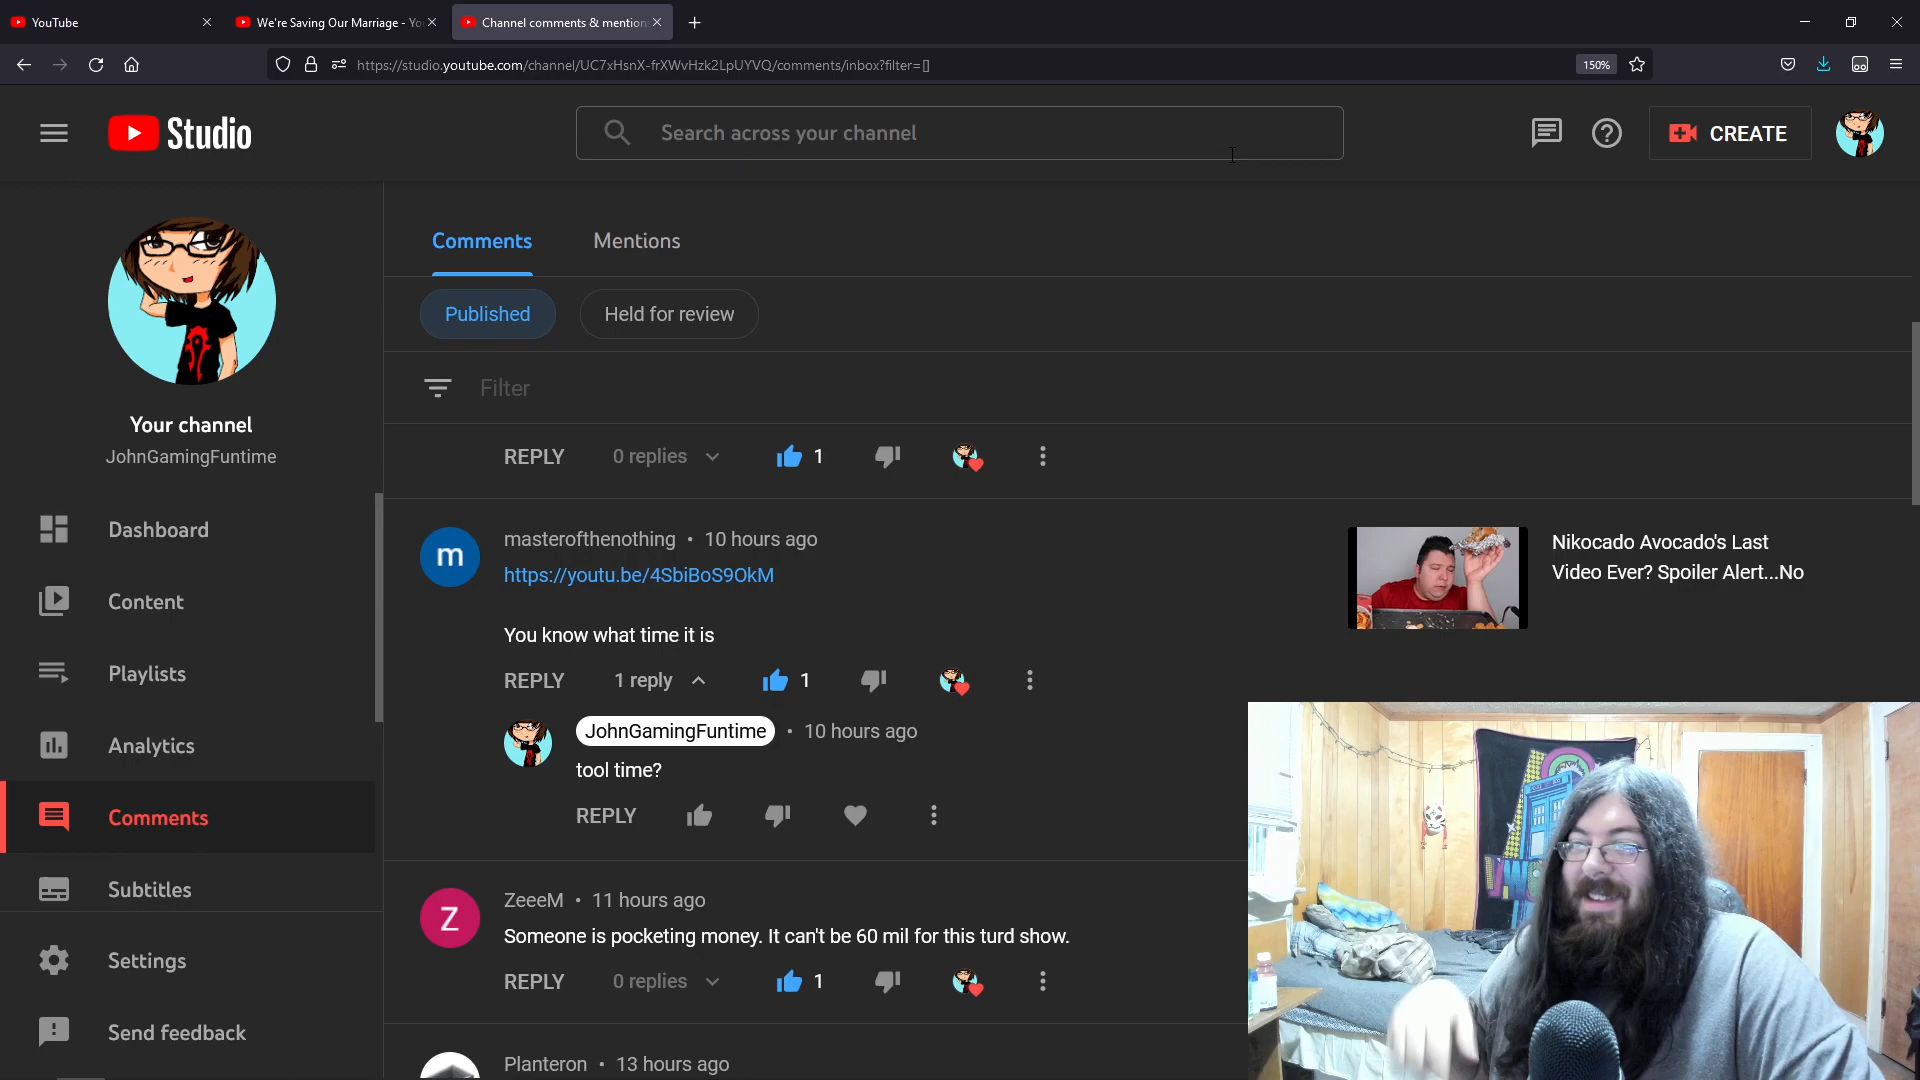 YouTube
We're Saving Our Marriage - Yo
Channel comments & mention
https://studio.youtube.com/channel/UC7xHsnX-frXWvHzk2LpUYVQ/comments/inbox?filter=[]
150%
Studio
Search across your channel
CREATE
Your channel
JohnGamingFuntime
Dashboard
Content
Playlists
Analytics
Comments
Subtitles
Settings
Send feedback
Comments
Mentions
Published
Held for review
Filter
REPLY 0 replies 1
m
masterofthenothing • 10 hours ago
https://youtu.be/4SbiBoS9OkM
You know what time it is
REPLY 1 reply 1
JohnGamingFuntime • 10 hours ago
tool time?
REPLY
Nikocado Avocado's Last
Video Ever? Spoiler Alert...No
Z
ZeeeM • 11 hours ago
Someone is pocketing money. It can't be 60 mil for this turd show.
REPLY 0 replies 1
Planteron • 13 hours ago